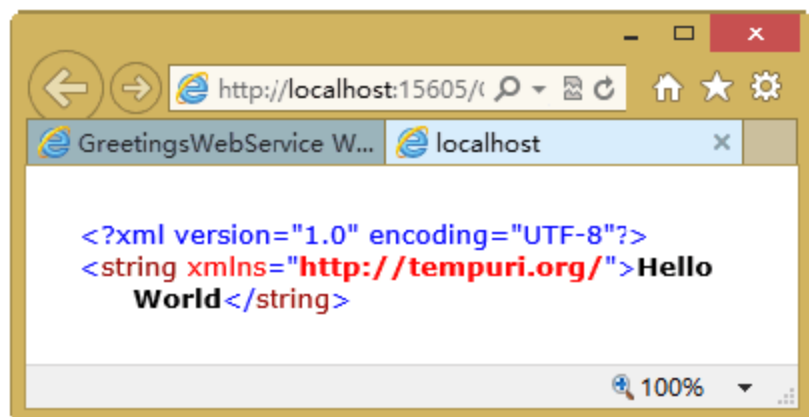 http://localhost:15605/(
GreetingsWebService W...
localhost
<?xml version="1.0" encoding="UTF-8"?>
<string xmlns="http://tempuri.org/">Hello
World</string>
100%